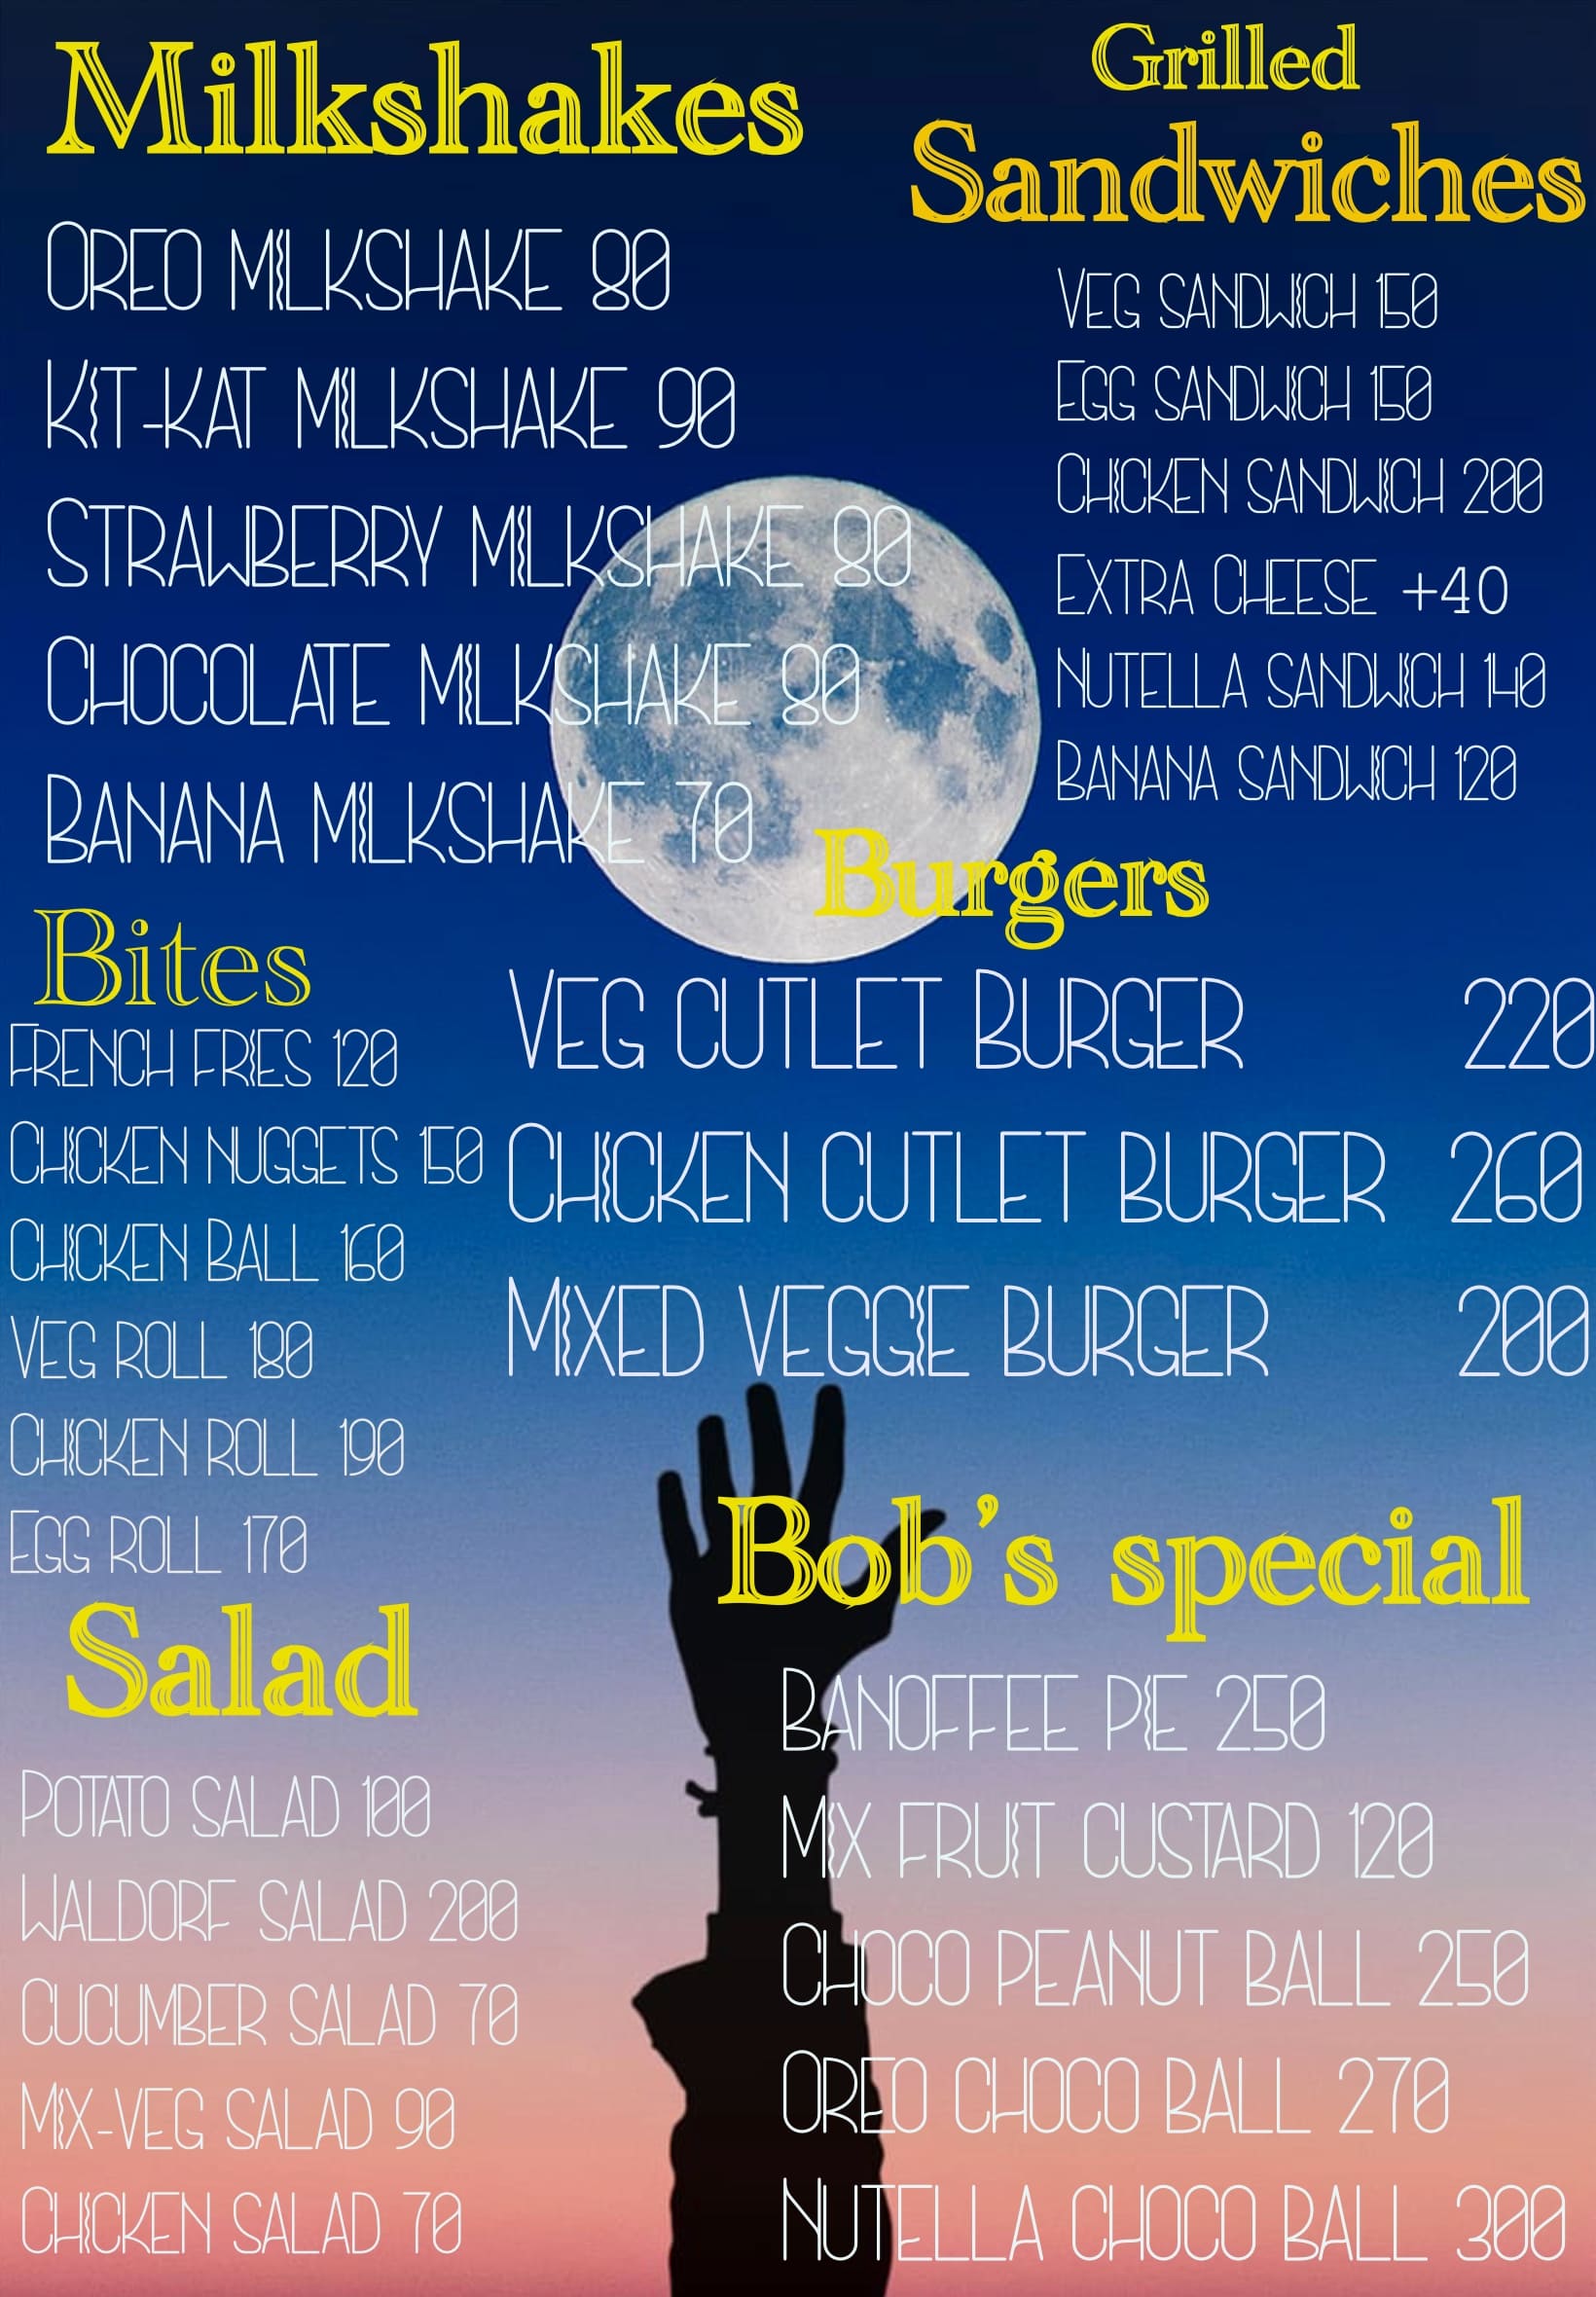 Milkshakes
Oreo milkshake 80
Kit-kat milkshake 90
Strawberry milkshake 80
Chocolate milkshake 80
Banana milkshake 70
Grilled
Sandwiches
Veg sandwich 150
Egg sandwich 150
Chicken sandwich 200
Extra Cheese +40
Nutella sandwich 140
Banana sandwich 120
Bites
French fries 120
Chicken nuggets 150
Chicken Ball 160
Veg roll 180
Chicken roll 190
Egg roll 170
Burgers
Veg cutlet Burger 220
Chicken cutlet burger 260
Mixed veggie burger 200
Salad
Potato salad 100
Waldorf salad 200
Cucumber salad 70
Mix-veg salad 90
Chicken salad 70
Bob's special
Banoffee pie 250
Mix fruit custard 120
Choco peanut ball 250
Oreo choco ball 270
Nutella choco ball 300